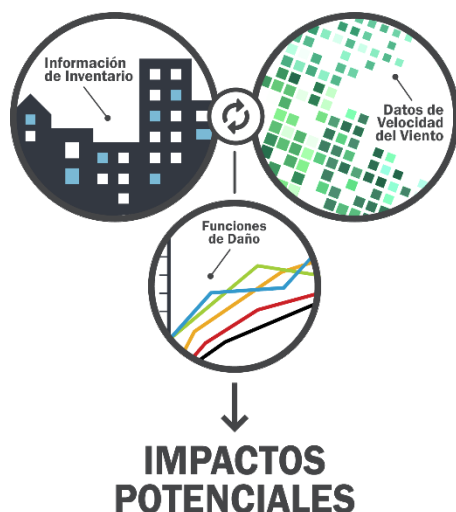 Información
de Inventario
Datos de
Velocidad
del Viento
Funciones
de Daño
IMPACTOS
POTENCIALES